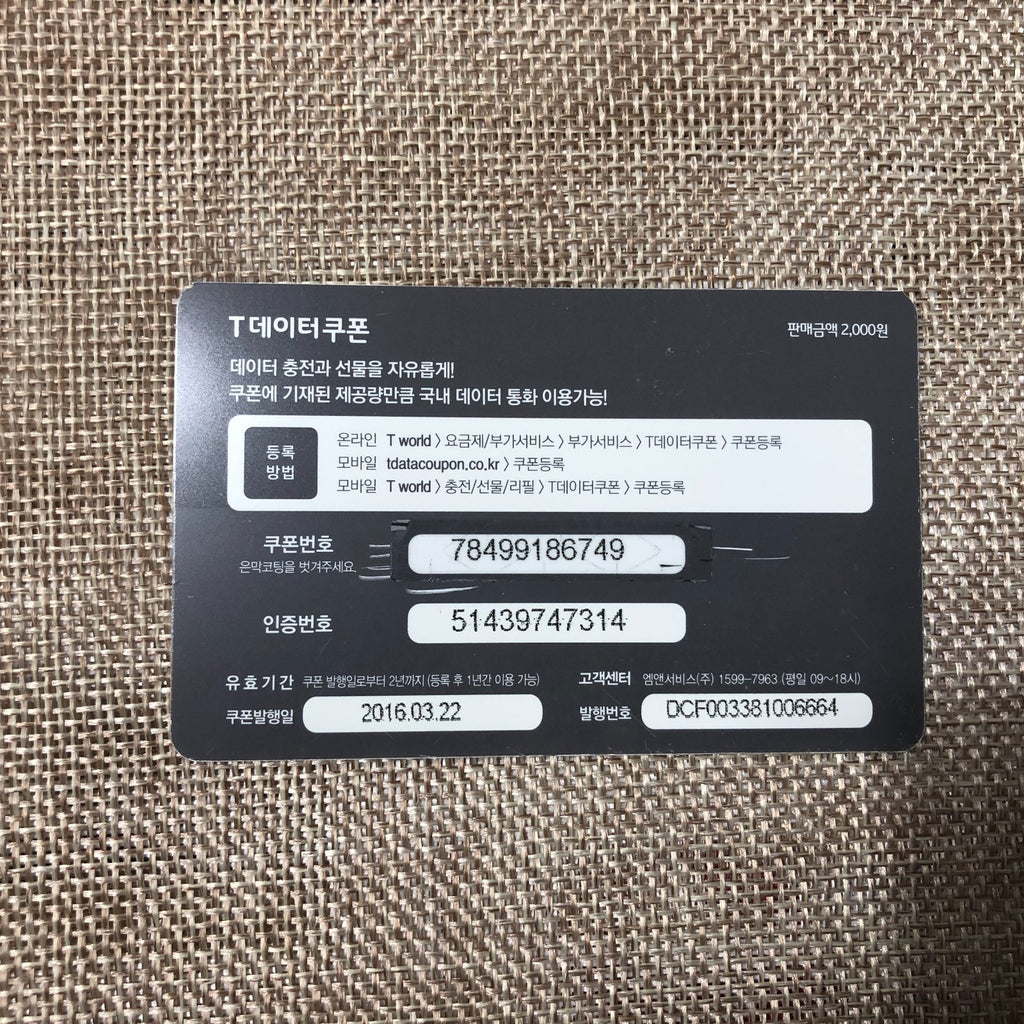 T데이터쿠폰
판매금액 2,000원
데이터 충전과 선물을 자유롭게!
쿠폰에 기재된 제공량만큼 국내 데이터 통화 이용가능!
등록 방법
온라인 T world > 요금제/부가서비스 > 부가서비스 > T데이터쿠폰 > 쿠폰등록
모바일 tdatacoupon.co.kr > 쿠폰등록
모바일 T world > 충전/선물/리필 > T데이터쿠폰 > 쿠폰등록
쿠폰번호 78499186749
은막코팅을 벗겨주세요.
인증번호 51439747314
유효기간 쿠폰 발행일로부터 2년까지 (등록 후 1년간 이용 가능)
쿠폰발행일 2016.03.22
고객센터 엠앤서비스(주) 1599-7963 (평일 09~18시)
발행번호 DCF003381006664